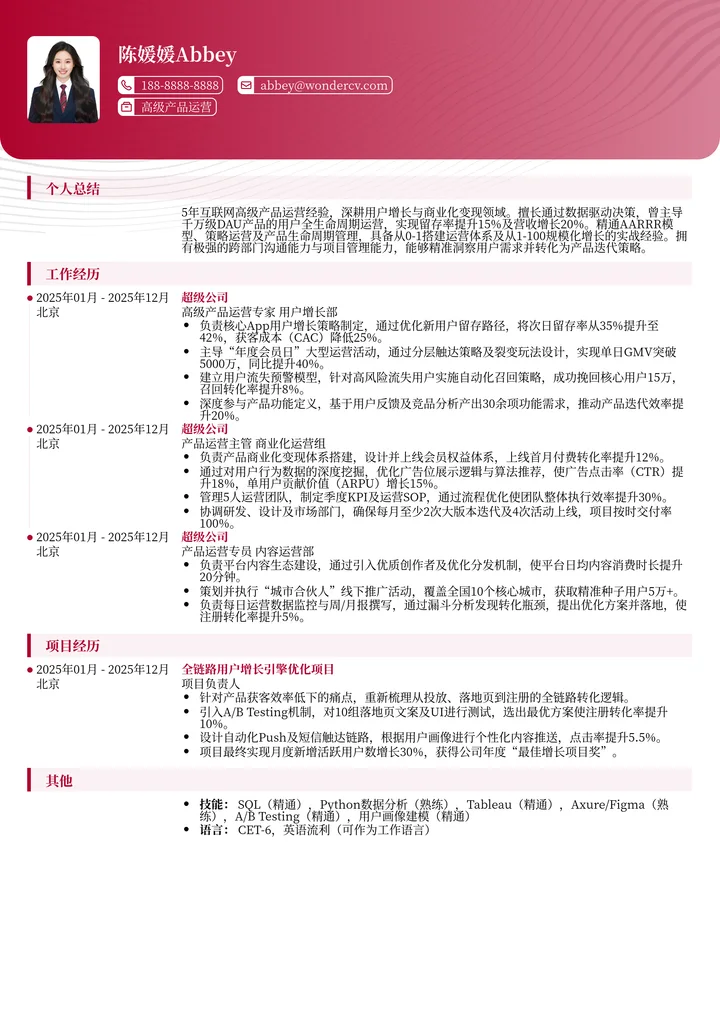 陈媛媛Abbey
188-8888-8888
abbey@wondercv.com
高级产品运营
个人总结
5年互联网高级产品运营经验，深耕用户增长与商业化变现领域。擅长通过数据驱动决策，曾主导
千万级DAU产品的用户全生命周期运营，实现留存率提升15%及营收增长20%。精通AARRR模
型、策略运营及产品生命周期管理，具备从0-1搭建运营体系及从1-100规模化增长的实战经验。拥
有极强的跨部门沟通能力与项目管理能力，能够精准洞察用户需求并转化为产品迭代策略。
工作经历
2025年01月 - 2025年12月
北京
超级公司
高级产品运营专家 用户增长部
• 负责核心App用户增长策略制定，通过优化新用户留存路径，将次日留存率从35%提升至
42%，获客成本（CAC）降低25%。
• 主导“年度会员日”大型运营活动，通过分层触达策略及裂变玩法设计，实现单日GMV突破
5000万，同比提升40%。
• 建立用户流失预警模型，针对高风险流失用户实施自动化召回策略，成功挽回核心用户15万，
召回转化率提升8%。
• 深度参与产品功能定义，基于用户反馈及竞品分析产出30余项功能需求，推动产品迭代效率提
升20%。
2025年01月 - 2025年12月
北京
超级公司
产品运营主管 商业化运营组
• 负责产品商业变现体系搭建，设计并上线会员权益体系，上线首月付费转化率提升12%。
• 通过对用户行为数据的深度挖掘，优化广告位展示逻辑与算法推荐，使广告点击率（CTR）提
升18%，单用户贡献价值（ARPU）增长15%。
• 管理5人运营团队，制定季度KPI及运营SOP，通过流程优化使团队整体执行效率提升30%。
• 协调研发、设计及市场部门，确保每月至少2次大版本迭代及4次活动上线，项目按时交付率
100%。
2025年01月 - 2025年12月
北京
超级公司
产品运营专员 内容运营部
• 负责平台内容生态建设，通过引入优质创作者及优化分发机制，使平台日均内容消费时长提升
20分钟。
• 策划并执行“城市合伙人”线下推广活动，覆盖全国10个核心城市，获取精准种子用户5万+。
• 负责每日运营数据监控与周/月报撰写，通过漏斗分析发现转化瓶颈，提出优化方案并落地，使
注册转化率提升5%。
项目经历
2025年01月 - 2025年12月
北京
全链路用户增长引擎优化项目
项目负责人
• 针对产品获客效率低下的痛点，重新梳理从投放、落地页到注册的全链路转化逻辑。
• 引入A/B Testing机制，对10组落地页文案及UI进行测试，选出最优方案使注册转化率提升
10%。
• 设计自动化Push及短信触达链路，根据用户画像进行个性化内容推送，点击率提升5.5%。
• 项目最终实现月度新增活跃用户数增长30%，获得公司年度“最佳增长项目奖”。
其他
• 技能： SQL（精通）, Python数据分析（熟练）, Tableau（精通）, Axure/Figma（熟
练）, A/B Testing（精通）, 用户画像建模（精通）
• 语言： CET-6，英语流利（可作为工作语言）